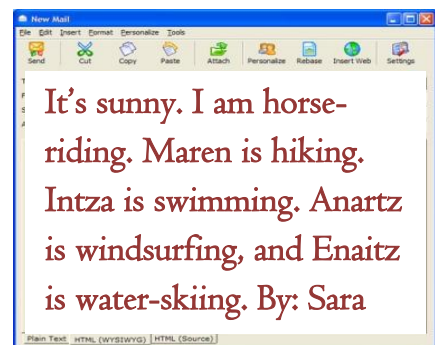 New Mail
File Edit Insert Format Personalize Tools
Send Cut Copy Paste Attach Personalize Rebase Insert Web Settings
It's sunny. I am horse-
riding. Maren is hiking.
Intza is swimming. Anartz
is windsurfing, and Enaitz
is water-skiing. By: Sara
Plain Text HTML (WYSIWYG) HTML (Source)